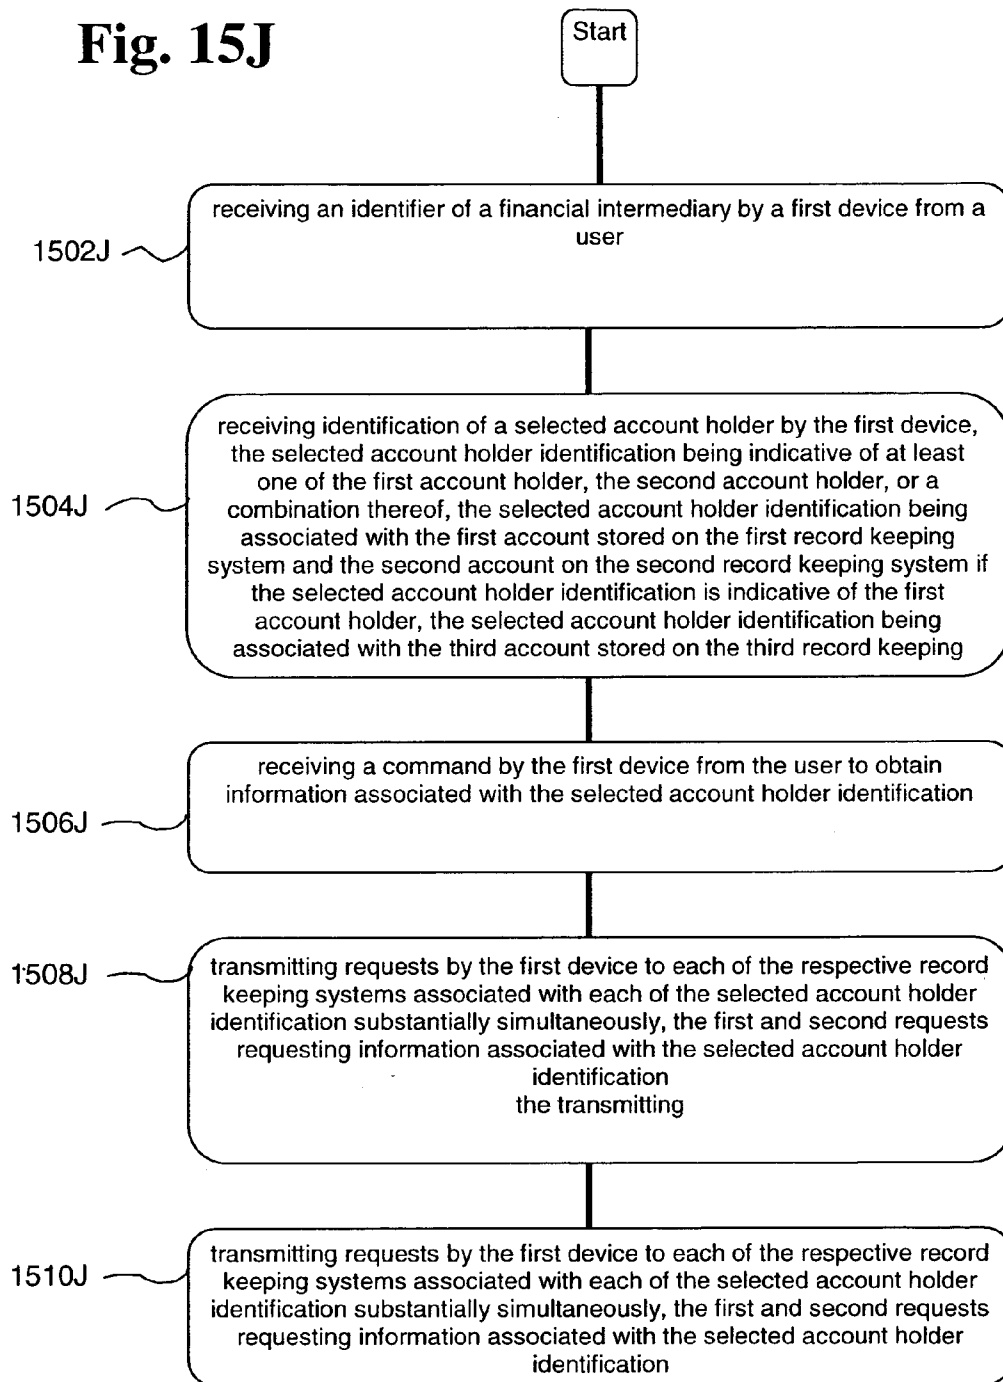 Fig. 15J
Start
receiving an identifier of a financial intermediary by a first device from a
user
1502J
receiving identification of a selected account holder by the first device,
the selected account holder identification being indicative of at least
one of the first account holder, the second account holder, or a
combination thereof, the selected account holder identification being
associated with the first account stored on the first record keeping
system and the second account on the second record keeping system if
the selected account holder identification is indicative of the first
account holder, the selected account holder identification being
associated with the third account stored on the third record keeping
1504J
receiving a command by the first device from the user to obtain
information associated with the selected account holder identification
1506J
transmitting requests by the first device to each of the respective record
keeping systems associated with each of the selected account holder
identification substantially simultaneously, the first and second requests
requesting information associated with the selected account holder
identification
the transmitting
1508J
transmitting requests by the first device to each of the respective record
keeping systems associated with each of the selected account holder
identification substantially simultaneously, the first and second requests
requesting information associated with the selected account holder
identification
1510J